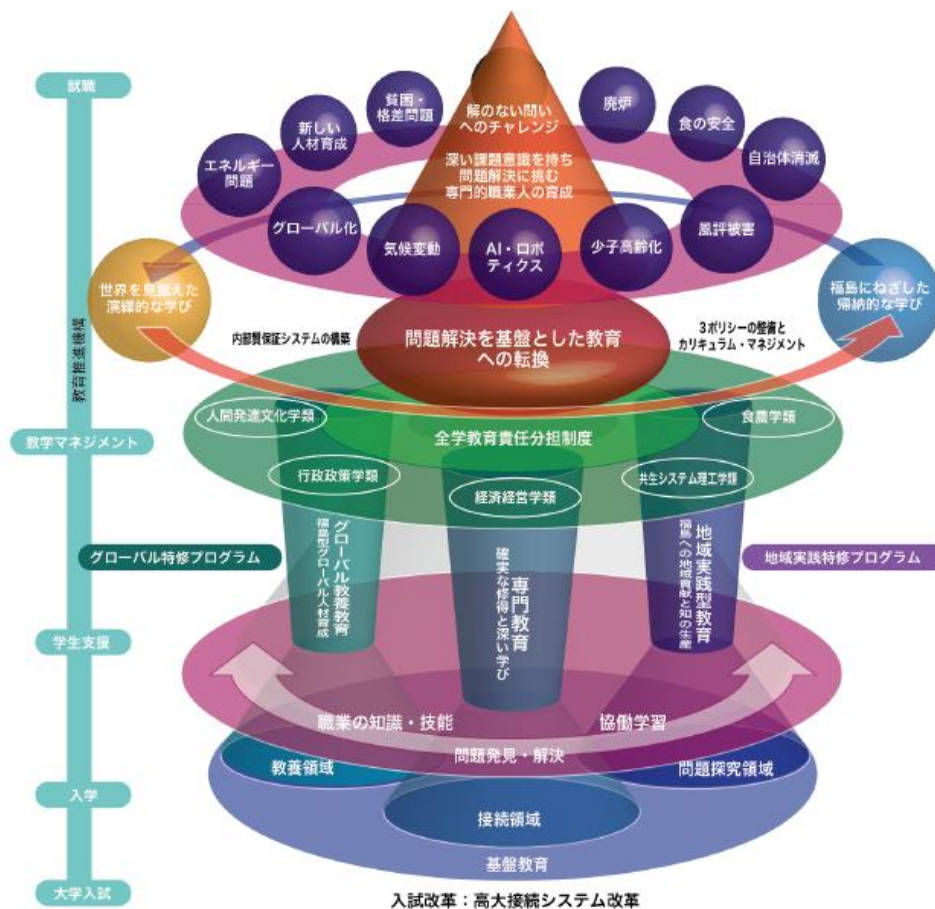 就職
貧困・
格差問題
解のない問い
へのチャレンジ
廃炉
新しい
人材育成
食の安全
エネルギー
問題
深い課題意識を持ち
問題解決に挑む
専門的職業人の育成
自治体消滅
グローバル化
気候変動
AI・ロボ
ティクス
少子高齢化
風評被害
世界を見据えた
演繹的な学び
福島にねざした
帰納的な学び
教育推進機構
内部質保証システムの構築
問題解決を基盤とした教育
への転換
3ポリシーの整備と
カリキュラム・マネジメント
人間発達文化学類
食農学類
教学マネジメント
全学教育責任分担制度
行政政策学類
経済経営学類
共生システム理工学類
グローバル特修プログラム
グローバル教養教育
福島型グローバル人材育成
専門教育
確実な修得と深い学び
地域実践型教育
福島への地域貢献と知の生産
地域実践特修プログラム
学生支援
職業の知識・技能
協働学習
問題発見・解決
教養領域
問題探究領域
入学
接続領域
基盤教育
大学入試
入試改革：高大接続システム改革